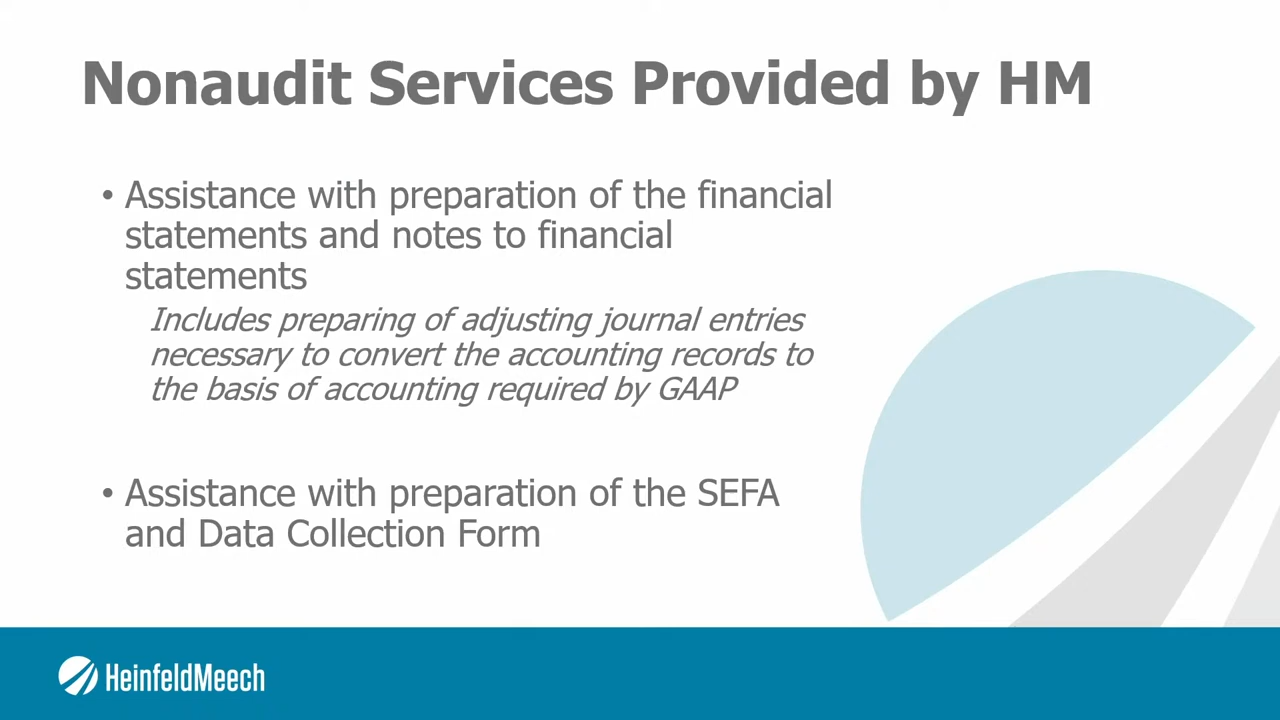 Nonaudit Services Provided by HM
• Assistance with preparation of the financial
statements and notes to financial
statements
Includes preparing of adjusting journal entries
necessary to convert the accounting records to
the basis of accounting required by GAAP
• Assistance with preparation of the SEFA
and Data Collection Form
HeinfeldMeech